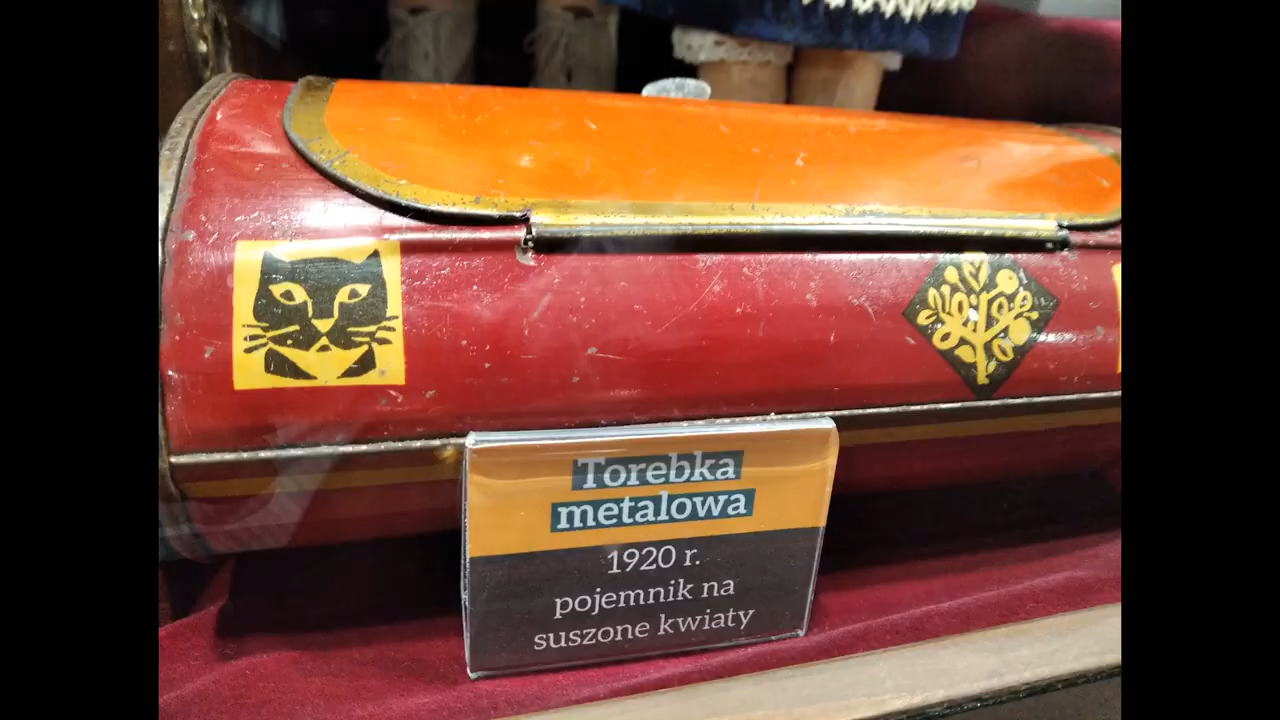 Torebka
metalowa
1920 r.
pojemnik na
suszone kwiaty